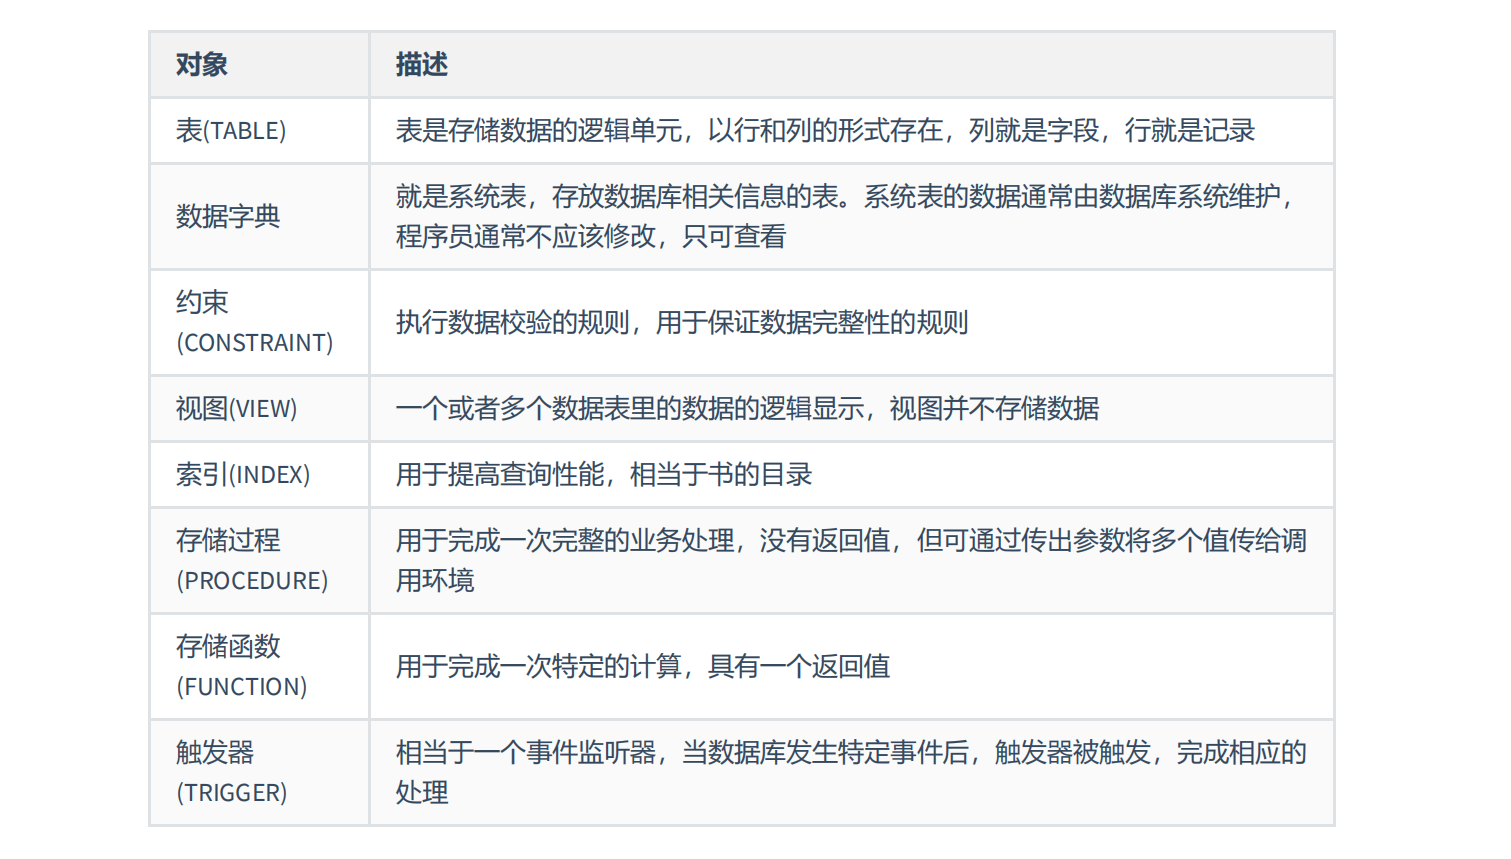 对象
描述
表(TABLE)
表是存储数据的逻辑单元，以行和列的形式存在，列就是字段，行就是记录
数据字典
就是系统表，存放数据库相关信息的表。系统表的数据通常由数据库系统维护，
程序员通常不应该修改，只可查看
约束
(CONSTRAINT)
执行数据校验的规则，用于保证数据完整性的规则
视图(VIEW)
一个或者多个数据表里的数据的逻辑显示，视图并不存储数据
索引(INDEX)
用于提高查询性能，相当于书的目录
存储过程
(PROCEDURE)
用于完成一次完整的业务处理，没有返回值，但可通过传出参数将多个值传给调
用环境
存储函数
(FUNCTION)
用于完成一次特定的计算，具有一个返回值
触发器
(TRIGGER)
相当于一个事件监听器，当数据库发生特定事件后，触发器被触发，完成相应的
处理